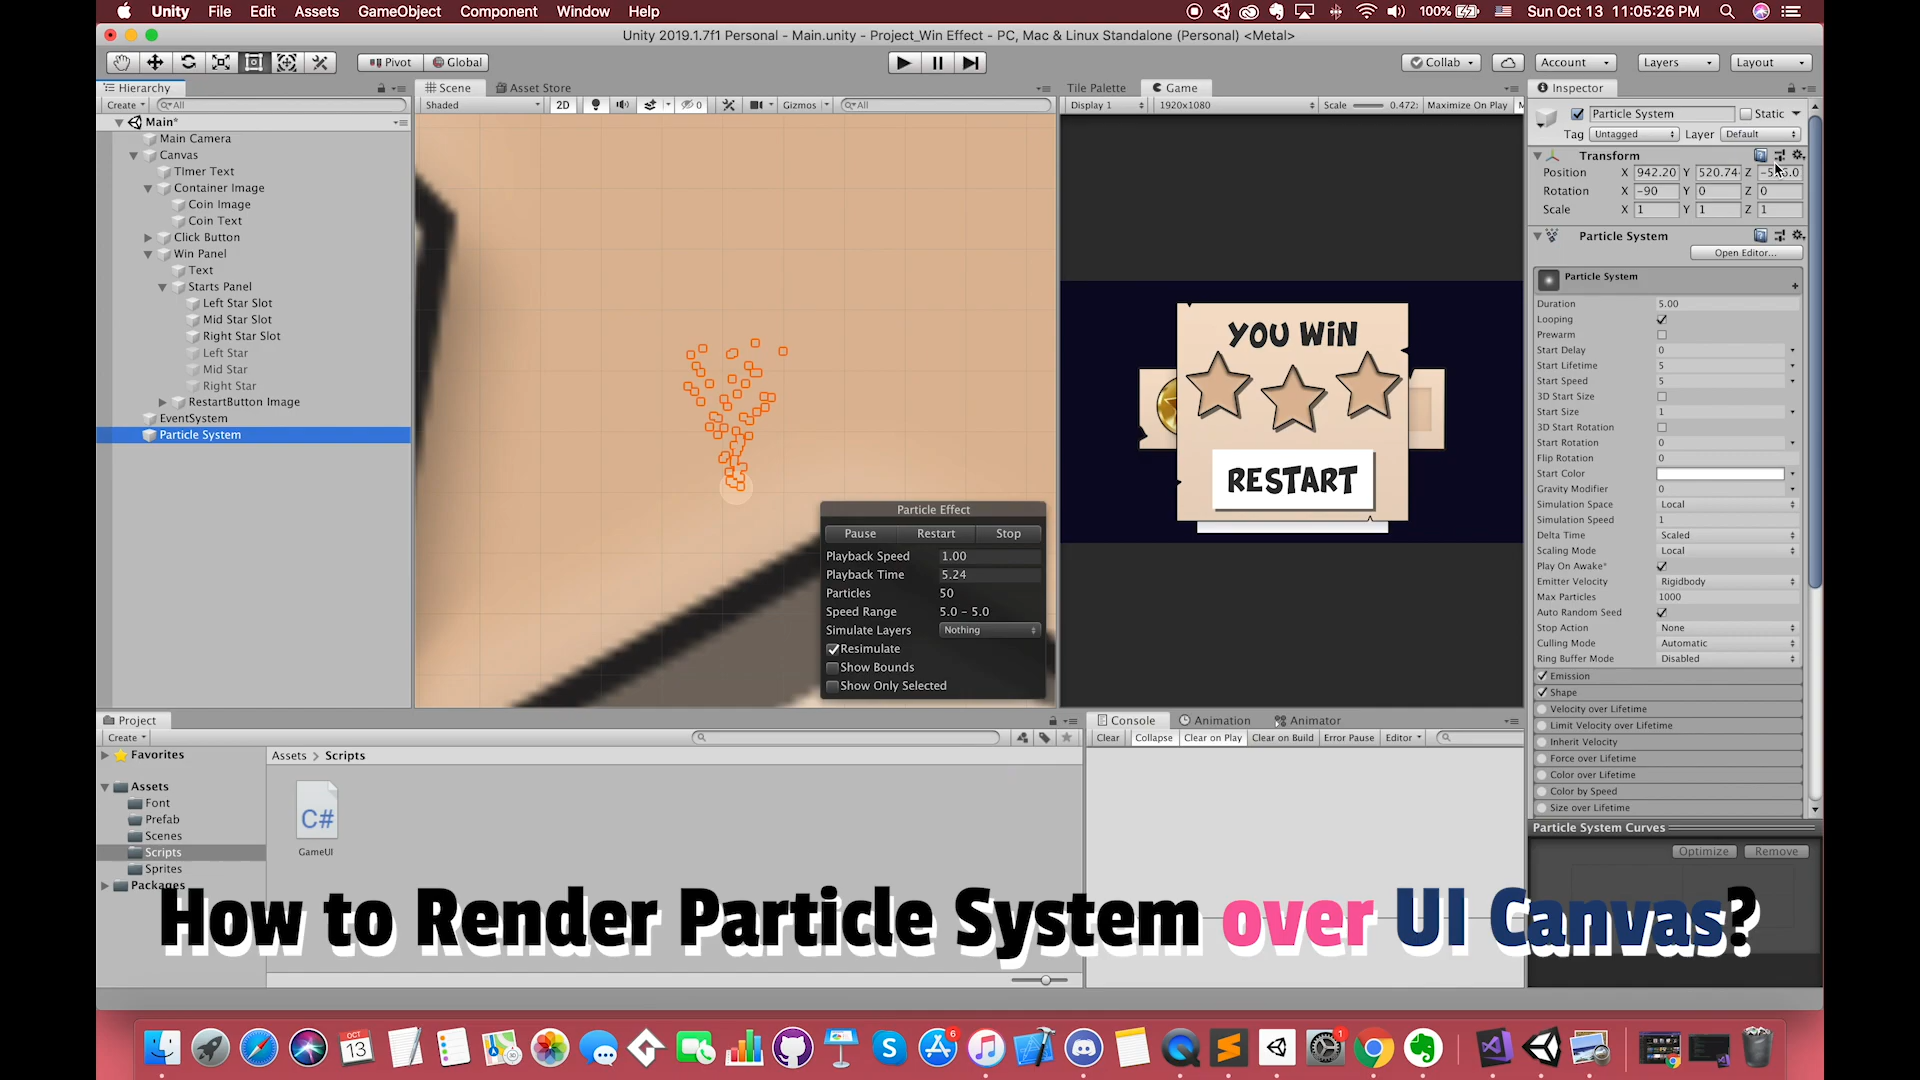 Unity File Edit Assets GameObject Component Window Help 100% Sun Oct 13 11:05:26 PM
Unity 2019.1.7f1 Personal - Main.unity - Project_Win Effect - PC, Mac & Linux Standalone (Personal) <Metal>
Pivot Global Collab Account Layers Layout
Hierarchy
Create All
Main*
Main Camera
Canvas
TImer Text
Container Image
Coin Image
Coin Text
Click Button
Win Panel
Text
Starts Panel
Left Star Slot
Mid Star Slot
Right Star Slot
Left Star
Mid Star
Right Star
RestartButton Image
EventSystem
Particle System
Scene Asset Store
Shaded 2D 0 Gizmos All
Particle Effect
Pause Restart Stop
Playback Speed 1.00
Playback Time 5.24
Particles 50
Speed Range 5.0 - 5.0
Simulate Layers Nothing
Resimulate
Show Bounds
Show Only Selected
Tile Palette Game
Display 1 1920x1080 Scale 0.472 Maximize On Play
YOU WIN
RESTART
Inspector
Particle System Static
Tag Untagged Layer Default
Transform
Position X 942.20 Y 520.74 Z
Rotation X -90 Y 0 Z 0
Scale X 1 Y 1 Z 1
Particle System
Open Editor...
Particle System
Duration 5.00
Looping
Prewarm
Start Delay 0
Start Lifetime 5
Start Speed 5
3D Start Size
Start Size 1
3D Start Rotation
Start Rotation 0
Flip Rotation 0
Start Color
Gravity Modifier 0
Simulation Space Local
Simulation Speed 1
Delta Time Scaled
Scaling Mode Local
Play On Awake*
Emitter Velocity Rigidbody
Max Particles 1000
Auto Random Seed
Stop Action None
Culling Mode Automatic
Ring Buffer Mode Disabled
Emission
Shape
Velocity over Lifetime
Limit Velocity over Lifetime
Inherit Velocity
Force over Lifetime
Color over Lifetime
Color by Speed
Size over Lifetime
Particle System Curves
Optimize Remove
Project
Create
Favorites
Assets
Font
Prefab
Scenes
Scripts
Sprites
Packages
Assets > Scripts
C#
GameUI
Console Animation Animator
Clear Collapse Clear on Play Clear on Build Error Pause Editor
How to Render Particle System over UI Canvas?
OCT
13
6
1